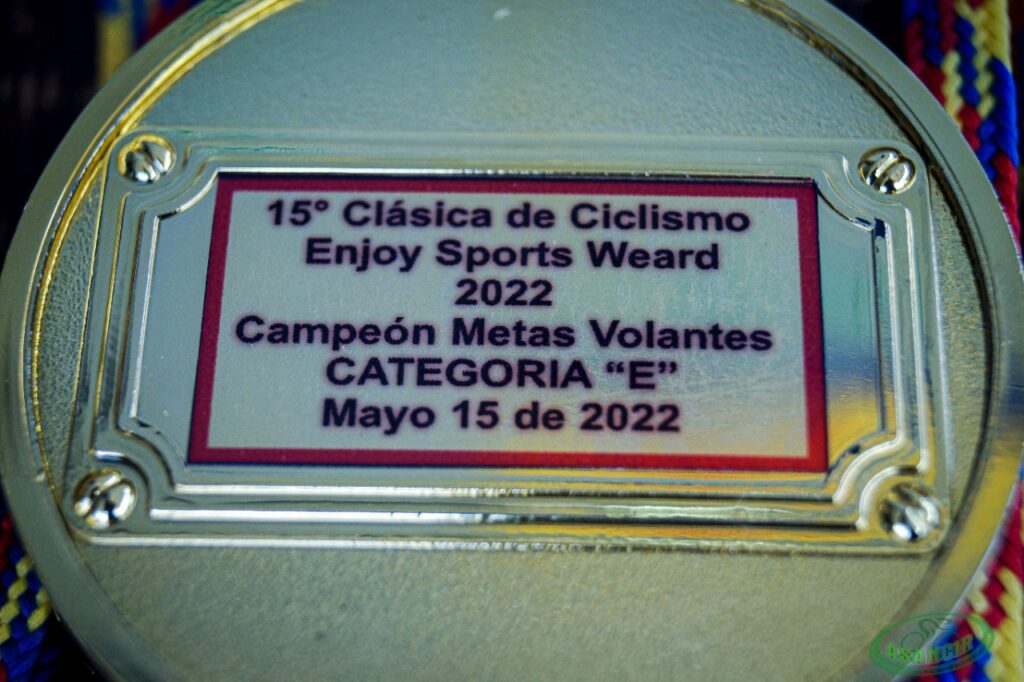 15° Clásica de Ciclismo
Enjoy Sports Weard
2022
Campeón Metas Volantes
CATEGORIA “E”
Mayo 15 de 2022